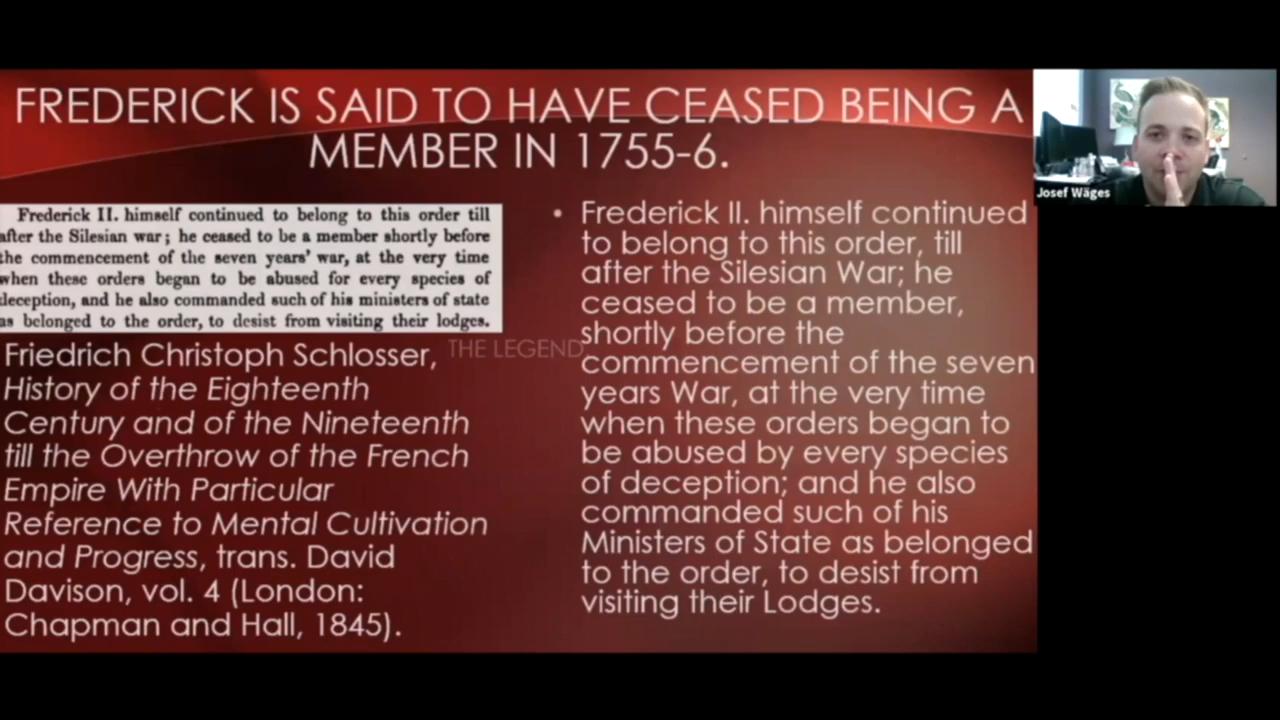 FREDERICK IS SAID TO HAVE CEASED BEING A
MEMBER IN 1755-6.
Frederick II. himself continued to belong to this order till
after the Silesian war; he ceased to be a member shortly before
the commencement of the seven years' war, at the very time
when these orders began to be abused for every species of
deception, and he also commanded such of his ministers of state
as belonged to the order, to desist from visiting their lodges.
Friedrich Christoph Schlosser,
History of the Eighteenth
Century and of the Nineteenth
till the Overthrow of the French
Empire With Particular
Reference to Mental Cultivation
and Progress, trans. David
Davison, vol. 4 (London:
Chapman and Hall, 1845).
THE LEGEND
• Frederick II. himself continued
to belong to this order, till
after the Silesian War; he
ceased to be a member,
shortly before the
commencement of the seven
years War, at the very time
when these orders began to
be abused by every species
of deception; and he also
commanded such of his
Ministers of State as belonged
to the order, to desist from
visiting their Lodges.
Josef Wäges